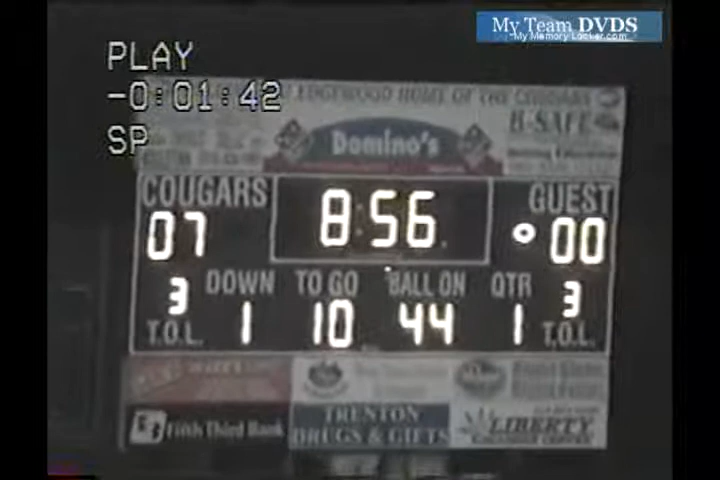 My Team DVDS
My Memory Locker.com
PLAY
-0:01:42
SP
EDGEWOOD HOME OF THE COUGARS
B-SAFE
Domino's
COUGARS
8:56
GUEST
07
00
3 DOWN TO GO BALL ON QTR 3
T.O.L. 1 10 44 1 T.O.L.
Fifth Third Bank
TRENTON
DRUGS & GIFTS
LIBERTY